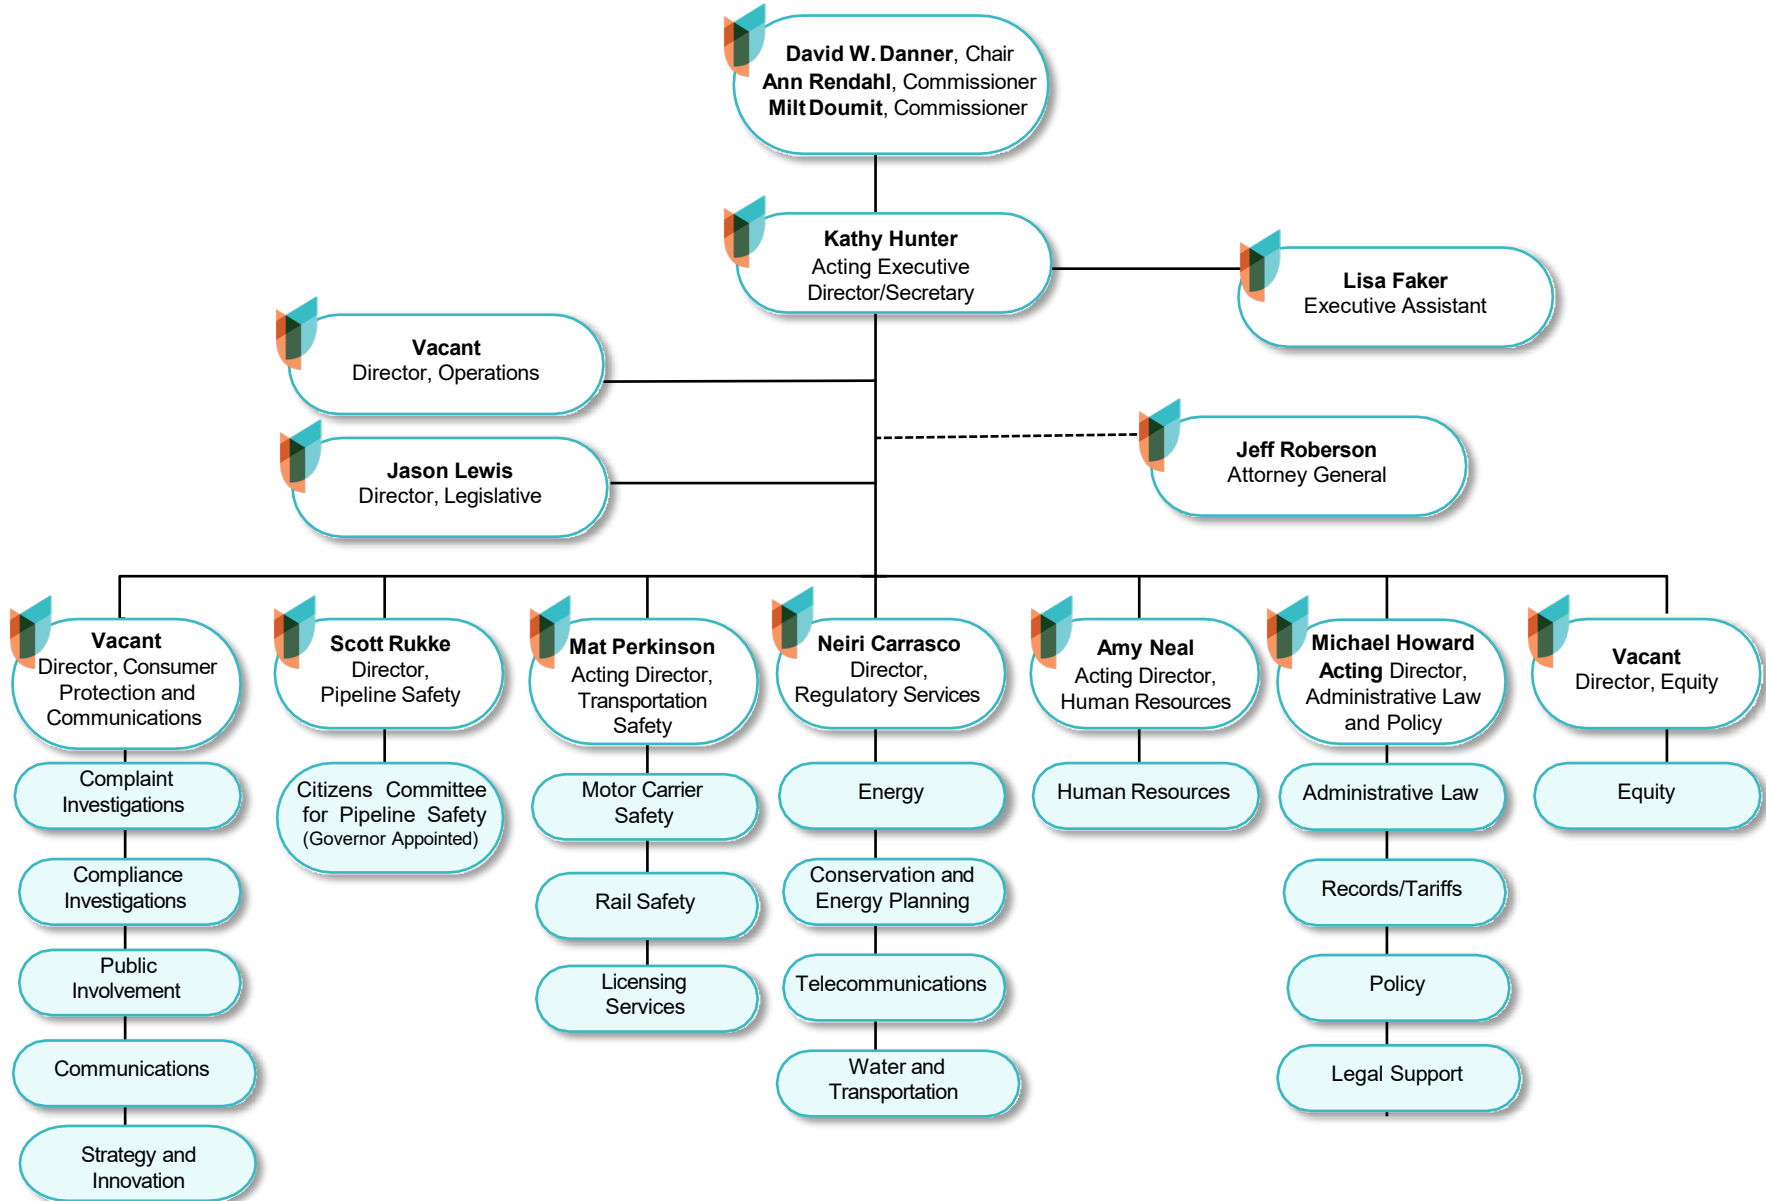 David W. Danner, Chair
Ann Rendahl, Commissioner
Milt Doumit, Commissioner
Kathy Hunter
Acting Executive
Director/Secretary
Lisa Faker
Executive Assistant
Vacant
Director, Operations
Jeff Roberson
Attorney General
Jason Lewis
Director, Legislative
Vacant
Director, Consumer
Protection and
Communications
Complaint
Investigations
Compliance
Investigations
Public
Involvement
Communications
Strategy and
Innovation
Scott Rukke
Director,
Pipeline Safety
Citizens Committee
for Pipeline Safety
(Governor Appointed)
Mat Perkinson
Acting Director,
Transportation
Safety
Motor Carrier
Safety
Rail Safety
Licensing
Services
Neiri Carrasco
Director,
Regulatory Services
Energy
Conservation and
Energy Planning
Telecommunications
Water and
Transportation
Amy Neal
Acting Director,
Human Resources
Human Resources
Michael Howard
Acting Director,
Administrative Law
and Policy
Administrative Law
Records/Tariffs
Policy
Legal Support
Vacant
Director, Equity
Equity